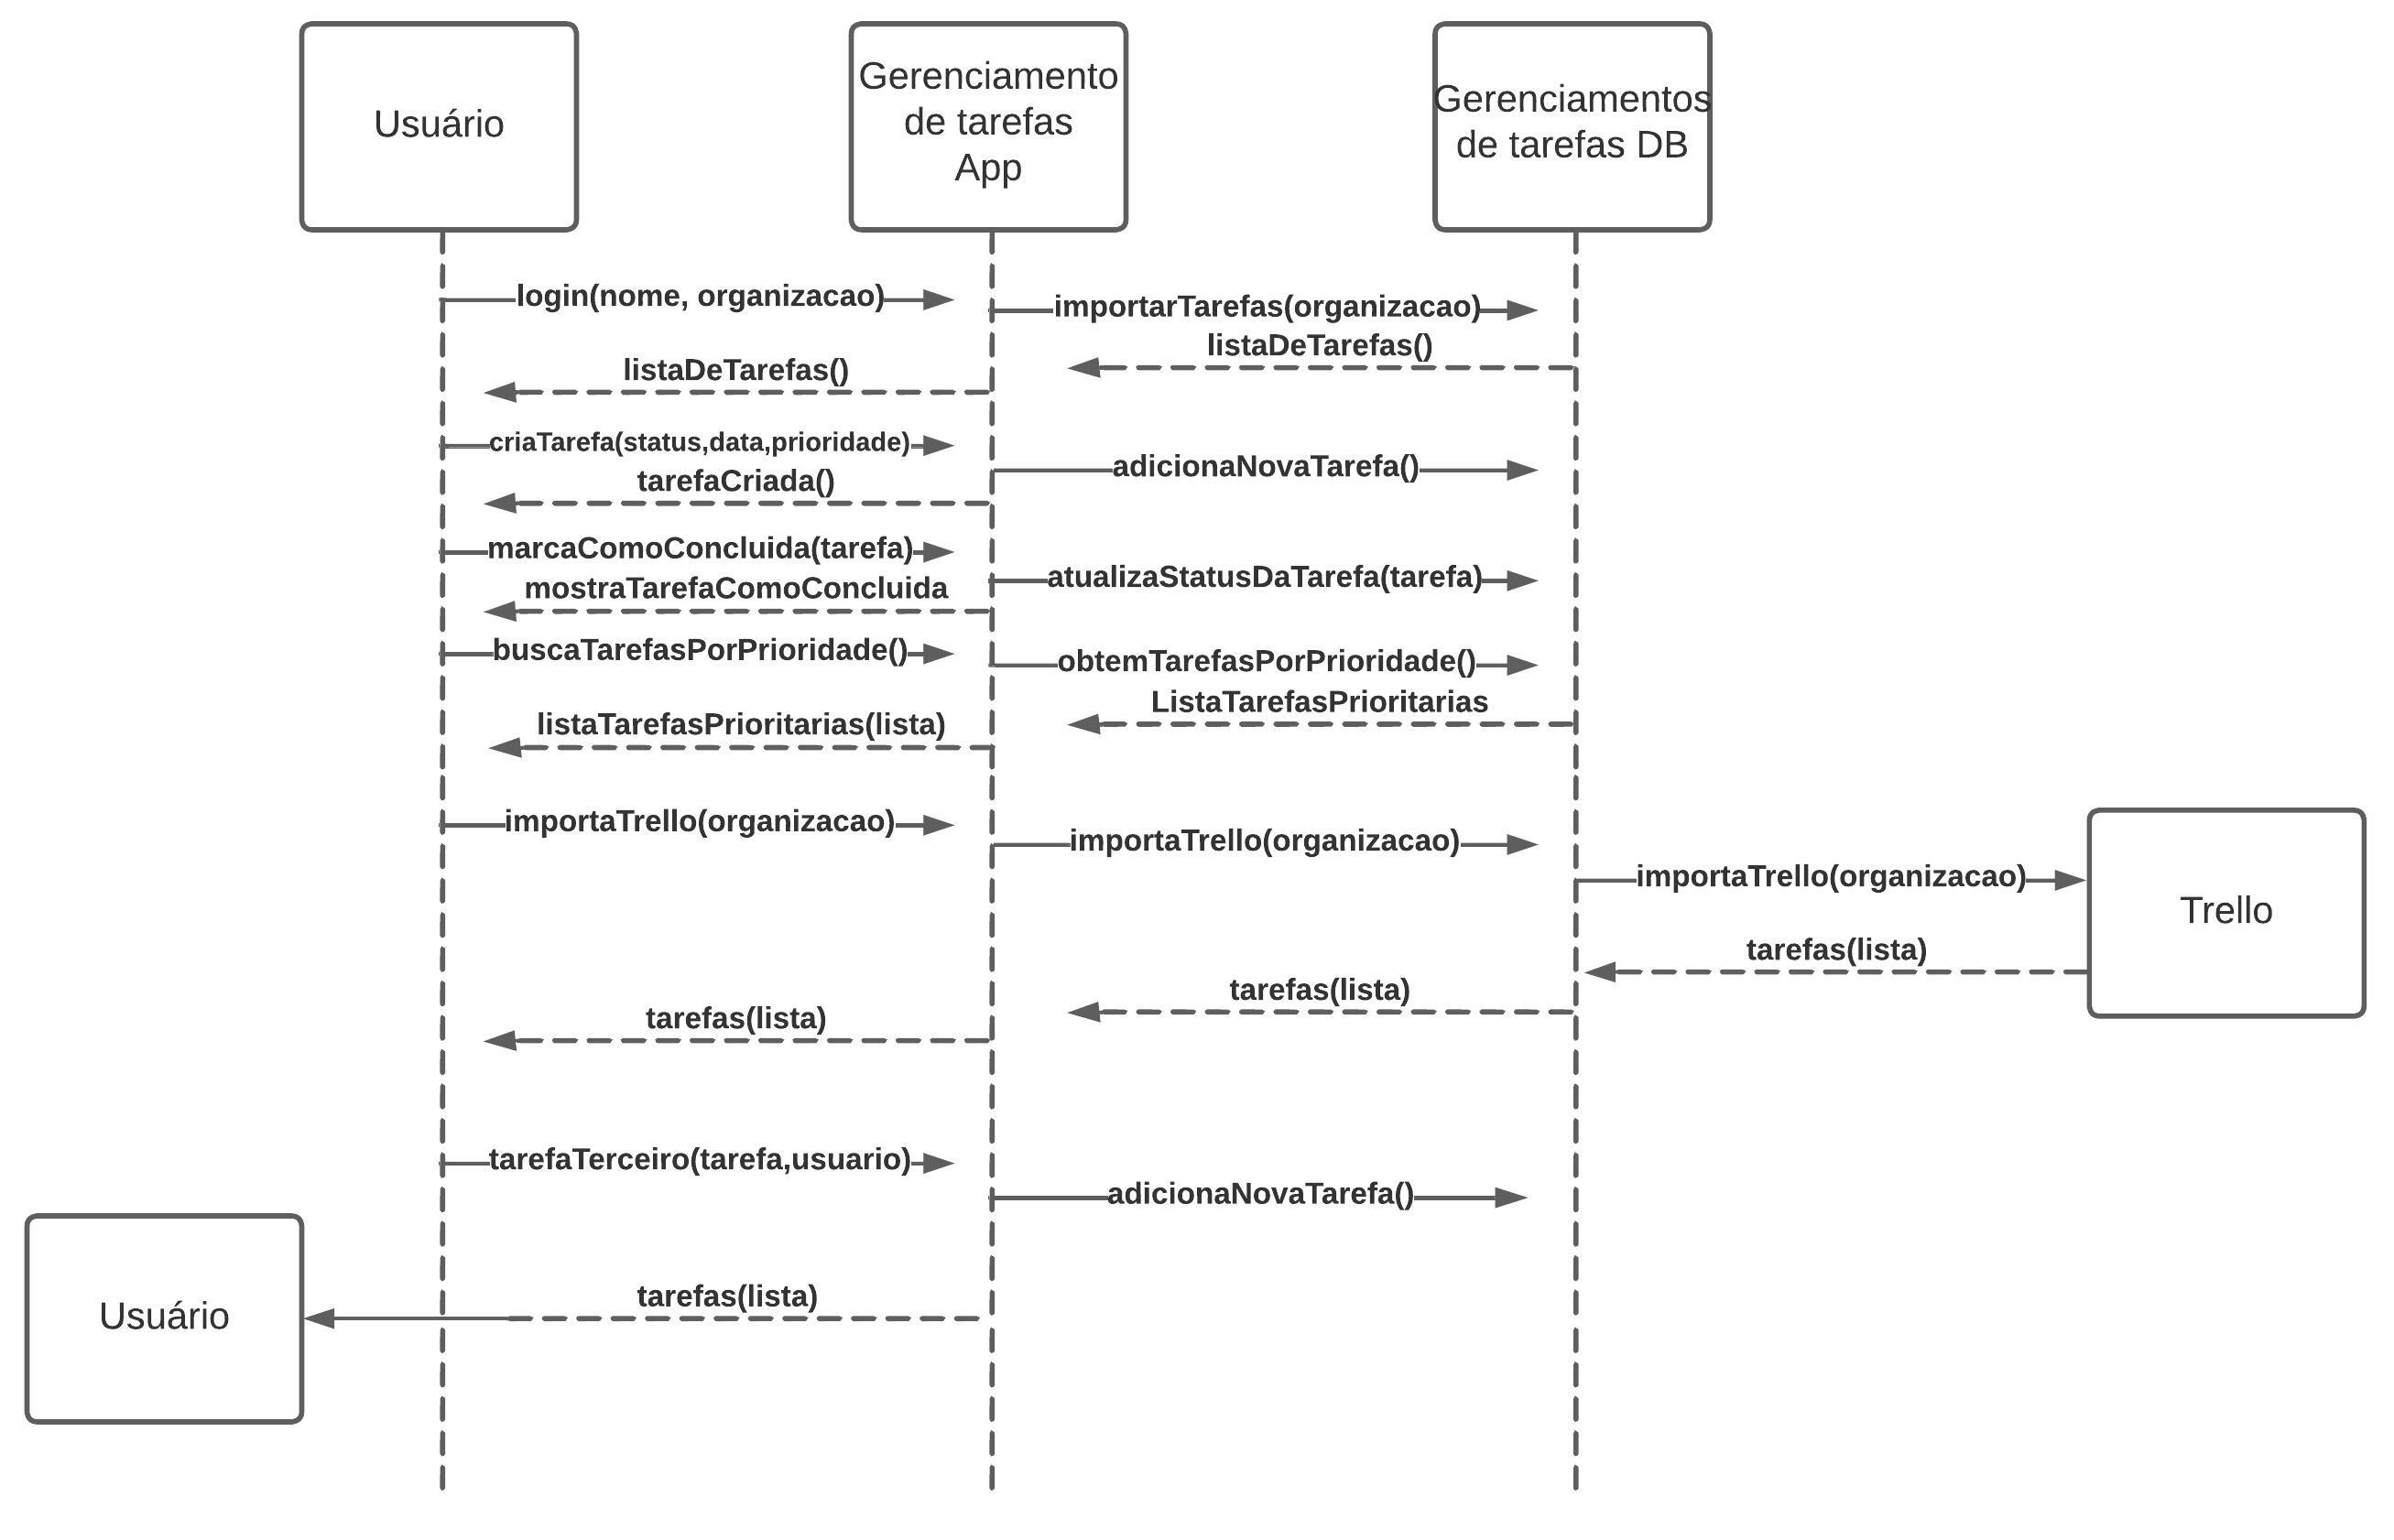 Usuário
Gerenciamento
de tarefas
App
Gerenciamentos
de tarefas DB
login(nome, organizacao)
importarTarefas(organizacao)
listaDeTarefas()
listaDeTarefas()
criaTarefa(status,data,prioridade)
adicionaNovaTarefa()
tarefaCriada()
marcaComoConcluida(tarefa)
atualizaStatusDaTarefa(tarefa)
mostraTarefaComoConcluida
buscaTarefasPorPrioridade()
obtemTarefasPorPrioridade()
ListaTarefasPrioritarias
listaTarefasPrioritarias(lista)
importaTrello(organizacao)
importaTrello(organizacao)
importaTrello(organizacao)
Trello
tarefas(lista)
tarefas(lista)
tarefas(lista)
tarefaTerceiro(tarefa,usuario)
adicionaNovaTarefa()
tarefas(lista)
Usuário